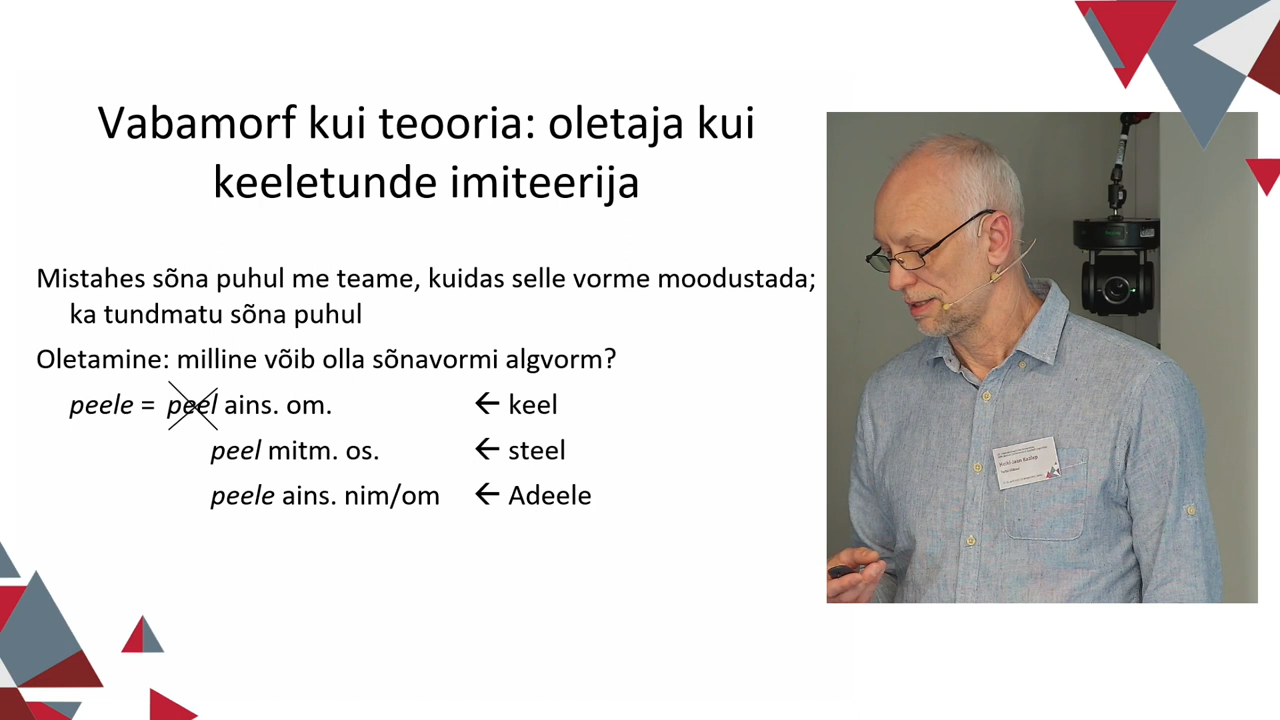 Vabamorf kui teooria: oletaja kui
keeletunde imiteerija
Mistahes sõna puhul me teame, kuidas selle vorme moodustada;
ka tundmatu sõna puhul
Oletamine: milline võib olla sõnavormi algvorm?
peele = peel ains. om. ← keel
peel mitm. os. ← steel
peele ains. nim/om ← Adeele